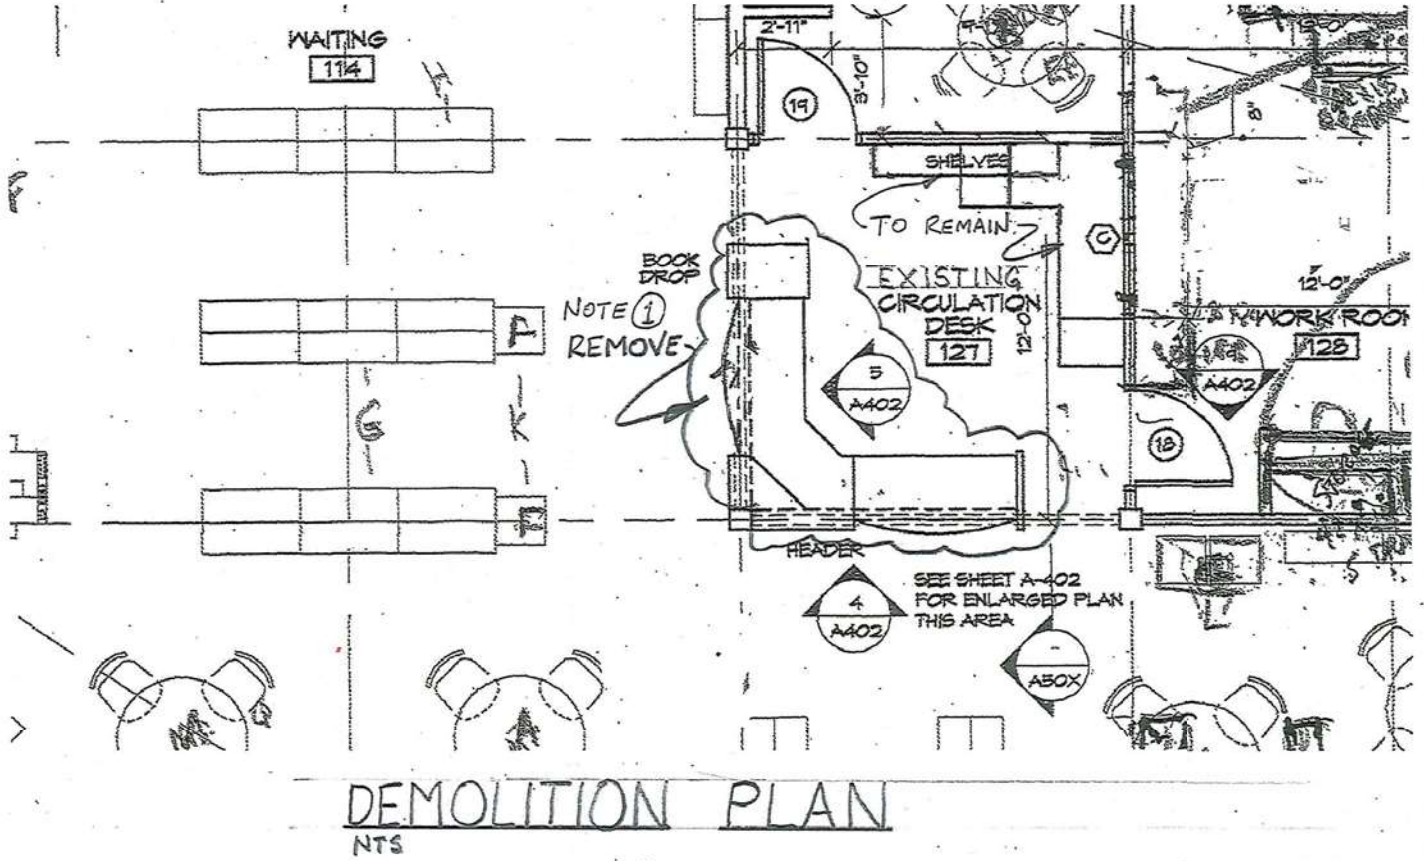 WAITING
114
2'-11"
19
3'-10"
8"
SHELVES
TO REMAIN
C
BOOK
DROP
NOTE 1
REMOVE
EXISTING
CIRCULATION
DESK
127
12'-0"
12'-0"
WORK ROO
128
5
A402
A402
18
F
K
G
HEADER
4
A402
SEE SHEET A-402
FOR ENLARGED PLAN
THIS AREA
-
A50X
DEMOLITION PLAN
NTS